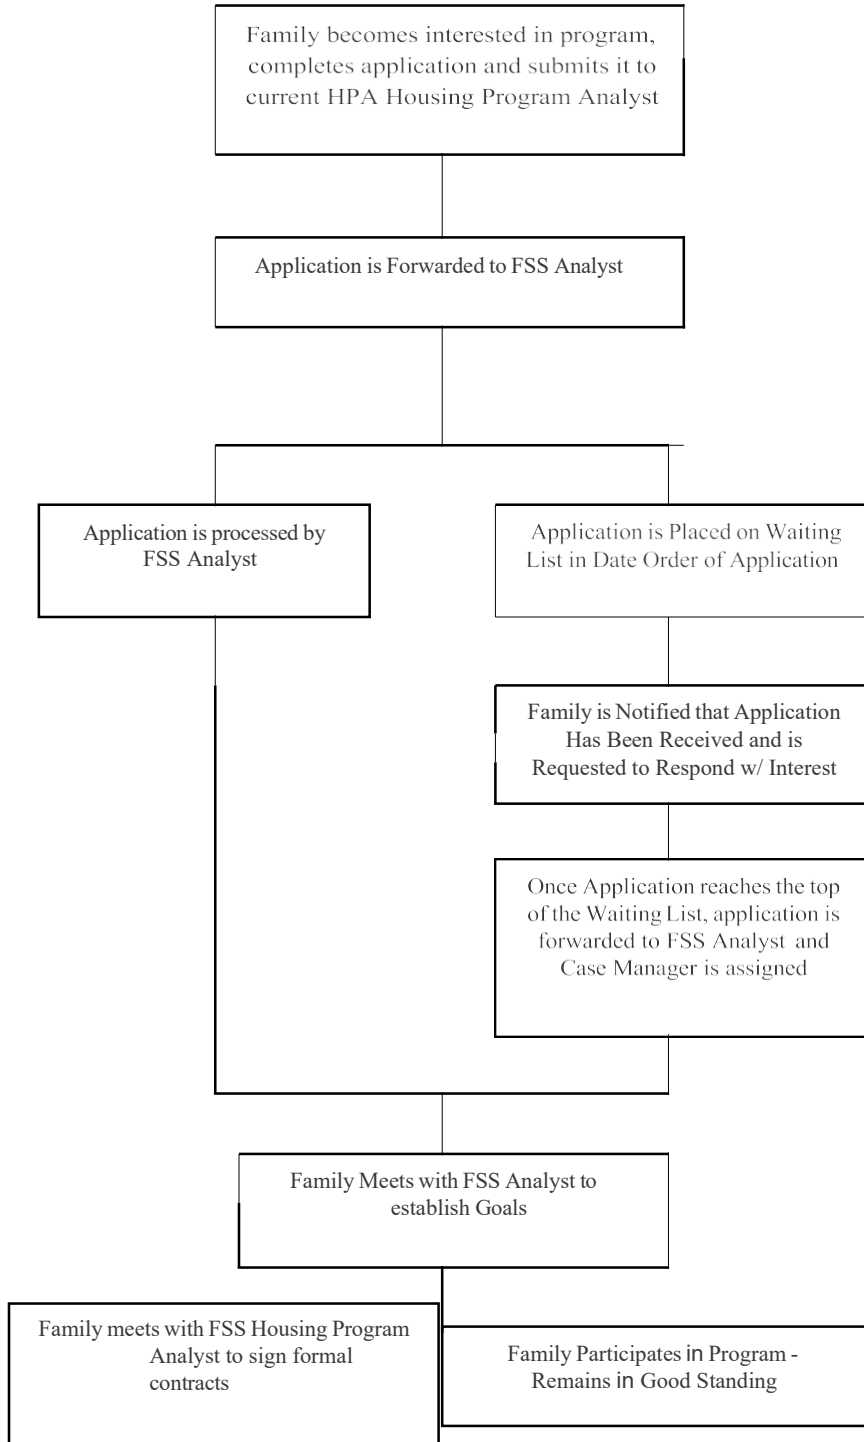 Family becomes interested in program,
completes application and submits it to
current HPA Housing Program Analyst
Application is Forwarded to FSS Analyst
Application is processed by
FSS Analyst
Application is Placed on Waiting
List in Date Order of Application
Family is Notified that Application
Has Been Received and is
Requested to Respond w/ Interest
Once Application reaches the top
of the Waiting List, application is
forwarded to FSS Analyst and
Case Manager is assigned
Family Meets with FSS Analyst to
establish Goals
Family meets with FSS Housing Program
Analyst to sign formal
contracts
Family Participates in Program -
Remains in Good Standing